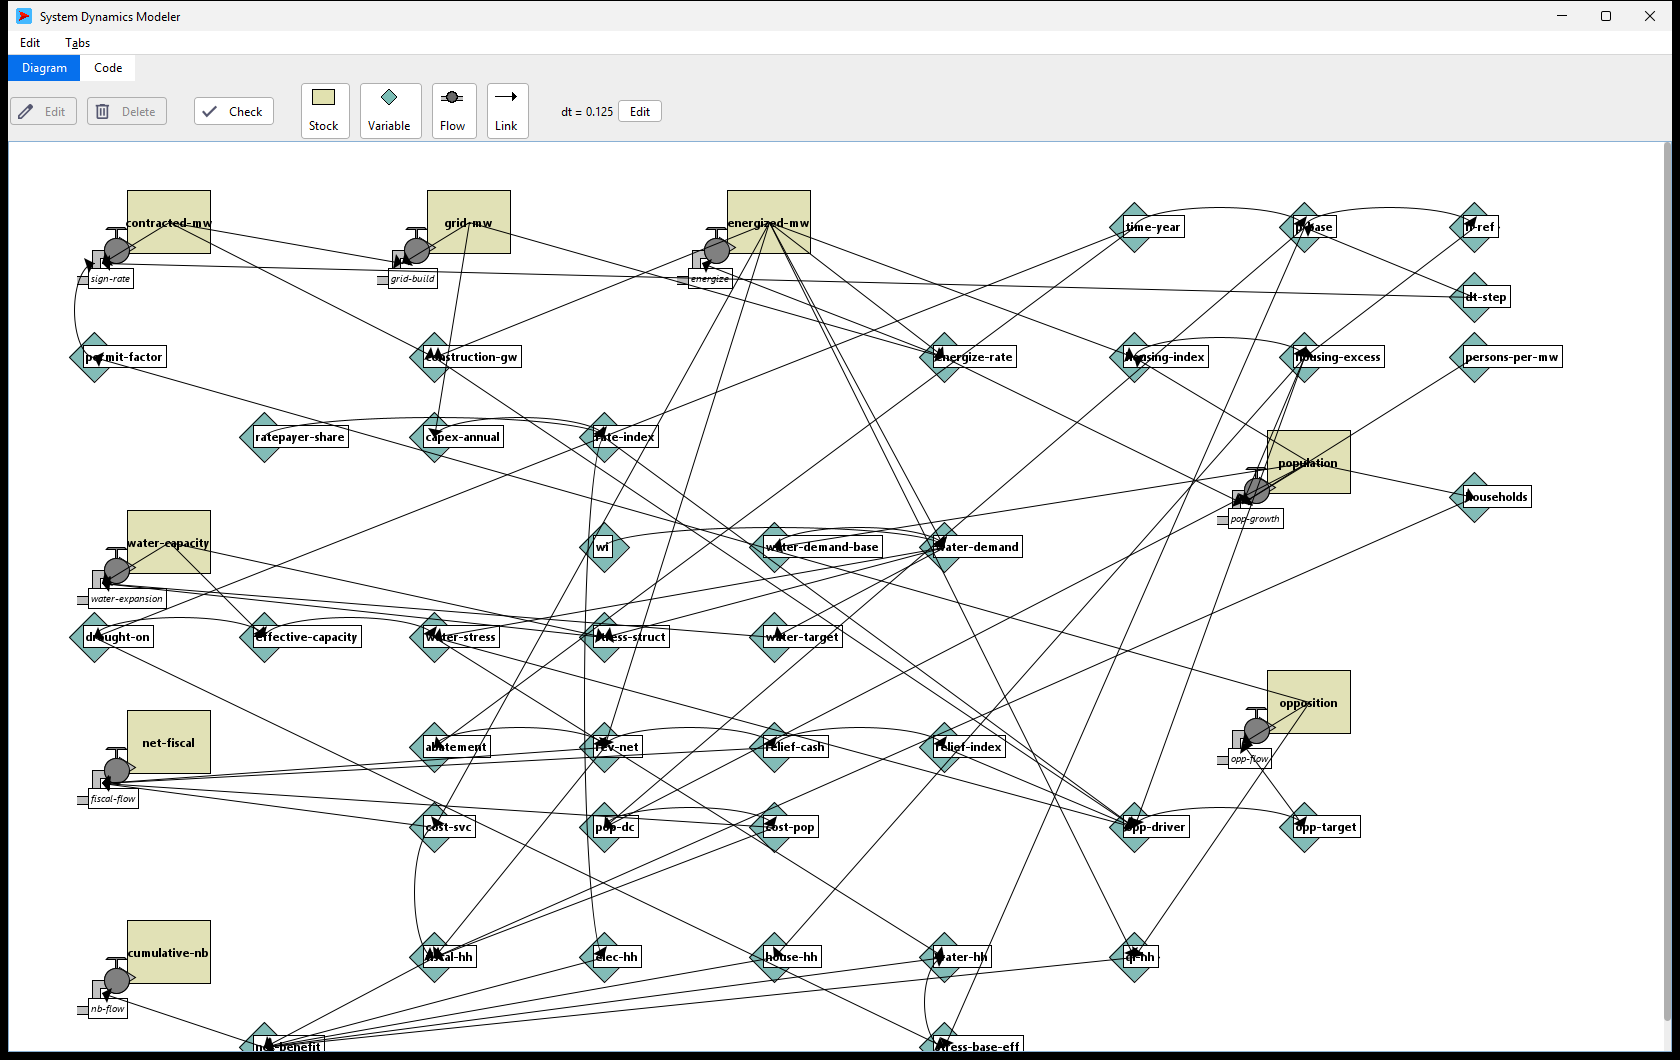 System Dynamics Modeler
Edit Tabs
Diagram Code
Edit Delete Check Stock Variable Flow Link dt = 0.125 Edit
contracted-mw grid-mw energized-mw
time-year
dt-step
sign-rate grid-build energize
construction-gw energize-rate housing-excess persons-per-mw
ratepayer-share capex-annual rate-index
population
households
pop-growth
water-capacity
wi water-demand-base water-demand
water-expansion
drought-on effective-capacity water-stress stress-struct water-target
opposition
net-fiscal
abatement rev-net relief-cash relief-index
opp-flow
fiscal-flow
cost-svc pop-dc cost-pop opp-driver opp-target
cumulative-nb
fiscal-hh elec-hh house-hh water-hh
nb-flow
net-benefit stress-base-eff